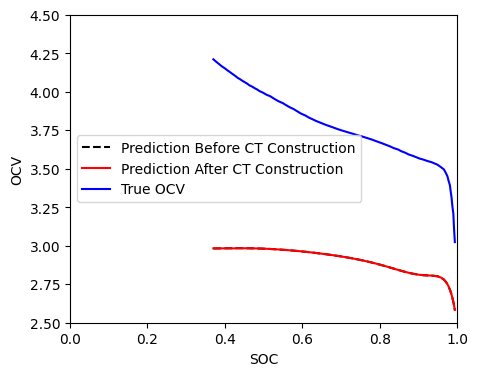 4.50
4.25
4.00
3.75
3.50
3.25
3.00
2.75
2.50
OCV
Prediction Before CT Construction
Prediction After CT Construction
True OCV
0.0 0.2 0.4 0.6 0.8 1.0
SOC